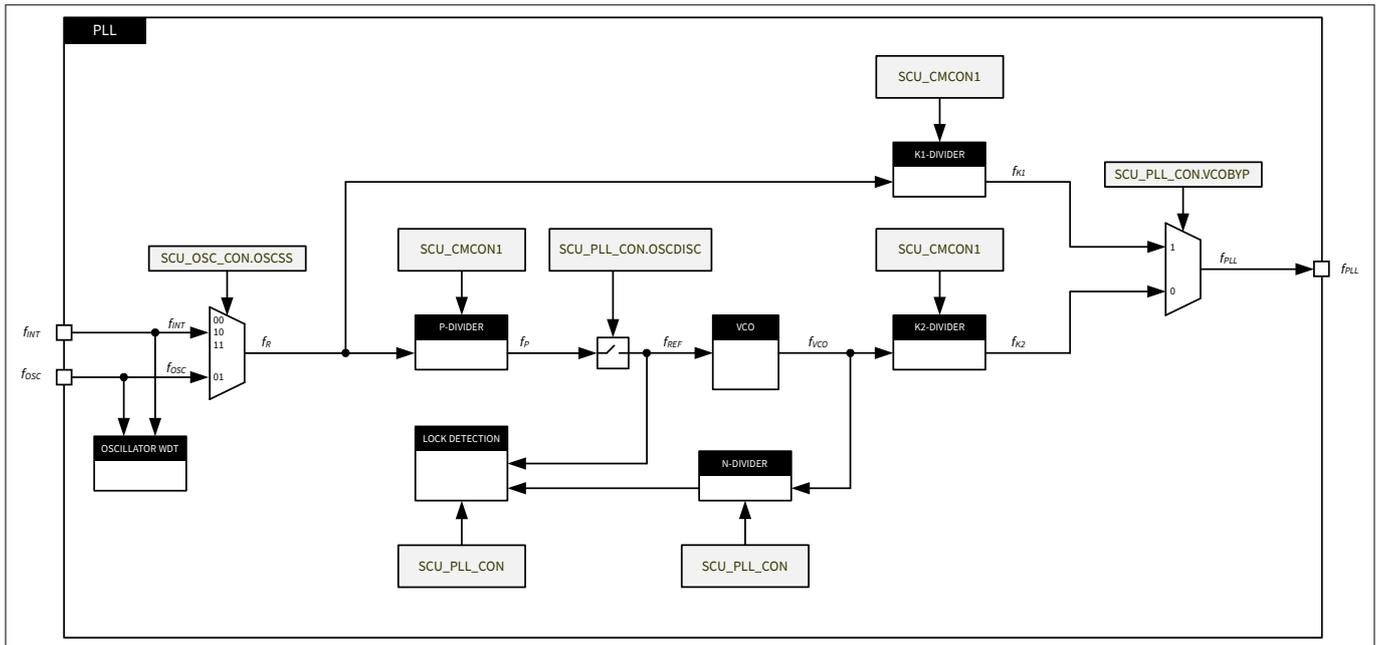 PLL
SCU_CMCON1
K1-DIVIDER
fK1
SCU_PLL_CON.VCOBYP
SCU_OSC_CON.OSCSS
SCU_CMCON1
SCU_PLL_CON.OSCDISC
SCU_CMCON1
1
0
fPLL
fPLL
fINT
fINT
00
10
11
fR
P-DIVIDER
fP
fREF
VCO
fVCO
K2-DIVIDER
fK2
fOSC
fOSC
01
OSCILLATOR WDT
LOCK DETECTION
N-DIVIDER
SCU_PLL_CON
SCU_PLL_CON